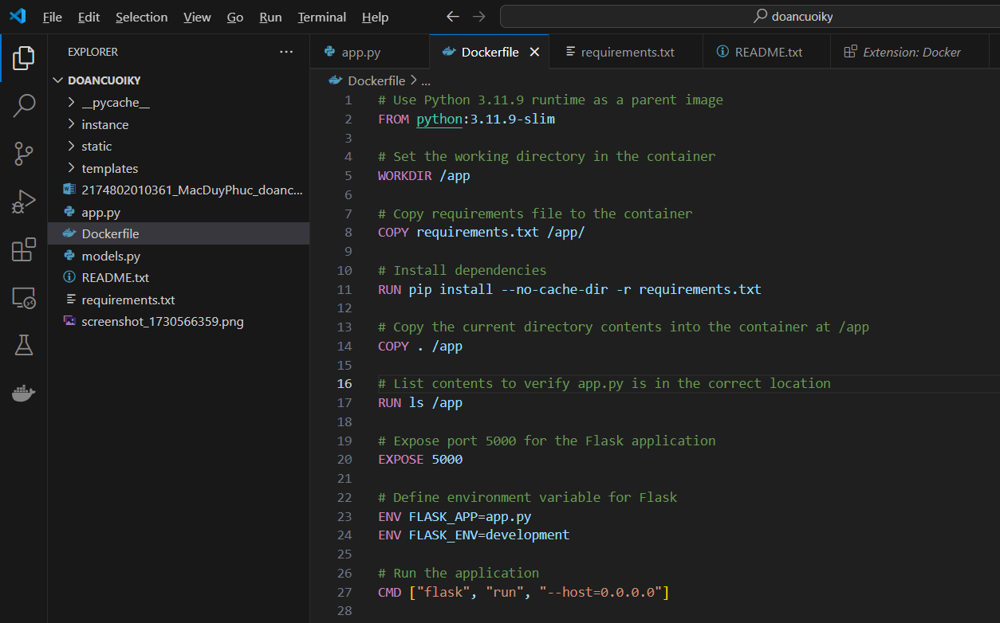 File Edit Selection View Go Run Terminal Help
doancuoiky
EXPLORER
DOANCUOIKY
__pycache__
instance
static
templates
2174802010361_MacDuyPhuc_doanc...
app.py
Dockerfile
models.py
README.txt
requirements.txt
screenshot_1730566359.png
app.py Dockerfile requirements.txt README.txt Extension: Docker
Dockerfile > ...
1 # Use Python 3.11.9 runtime as a parent image
2 FROM python:3.11.9-slim
3
4 # Set the working directory in the container
5 WORKDIR /app
6
7 # Copy requirements file to the container
8 COPY requirements.txt /app/
9
10 # Install dependencies
11 RUN pip install --no-cache-dir -r requirements.txt
12
13 # Copy the current directory contents into the container at /app
14 COPY . /app
15
16 # List contents to verify app.py is in the correct location
17 RUN ls /app
18
19 # Expose port 5000 for the Flask application
20 EXPOSE 5000
21
22 # Define environment variable for Flask
23 ENV FLASK_APP=app.py
24 ENV FLASK_ENV=development
25
26 # Run the application
27 CMD ["flask", "run", "--host=0.0.0.0"]
28